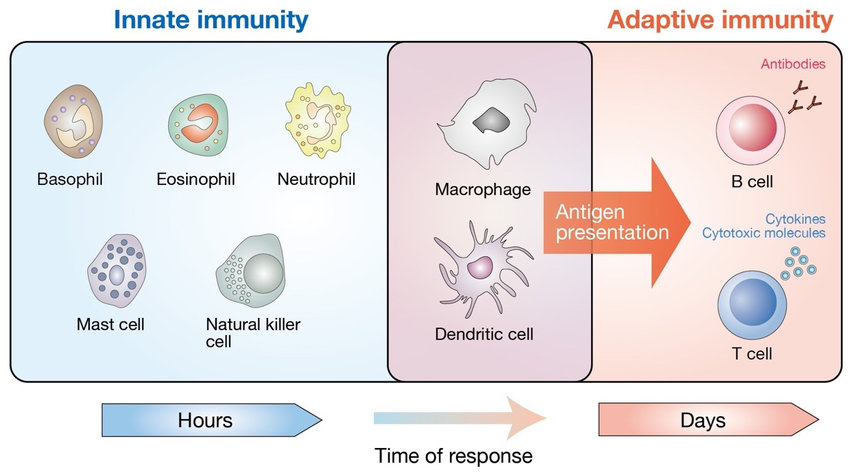 Innate immunity
Adaptive immunity
Basophil
Eosinophil
Neutrophil
Mast cell
Natural killer
cell
Macrophage
Dendritic cell
Antigen
presentation
Antibodies
B cell
Cytokines
Cytotoxic molecules
T cell
Hours
Time of response
Days